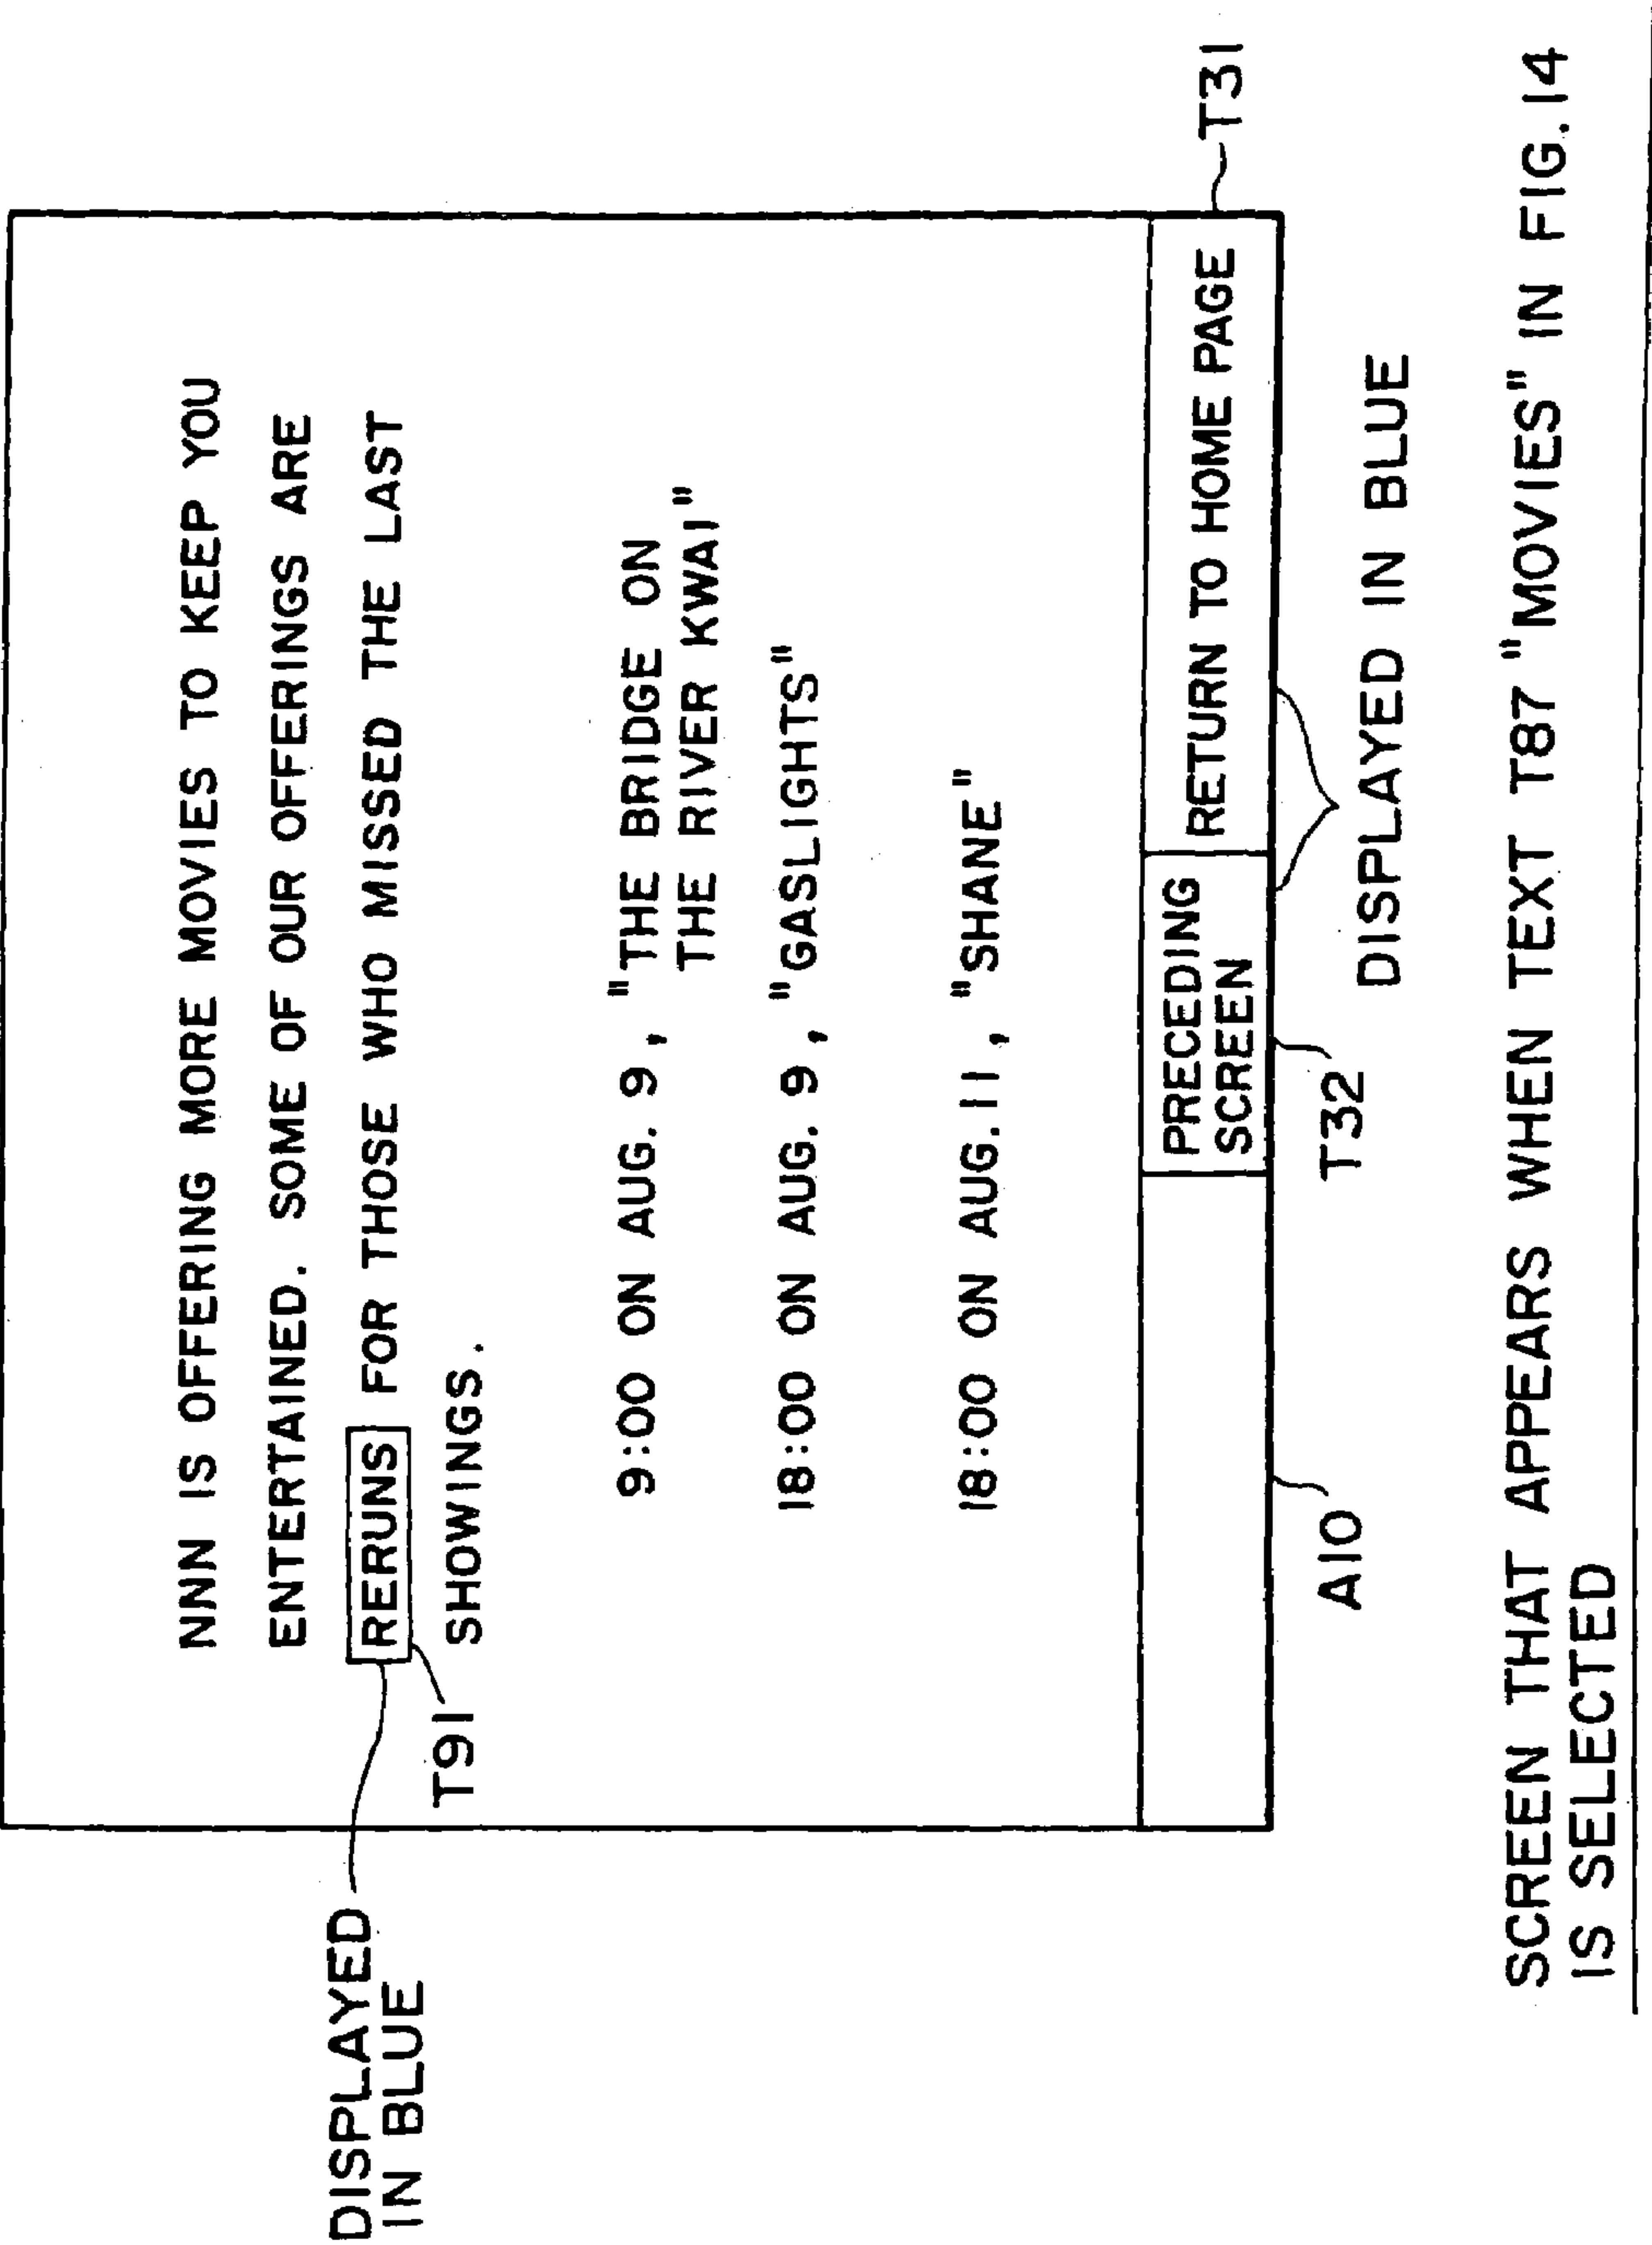 NNN IS OFFERING MORE MOVIES TO KEEP YOU
ENTERTAINED. SOME OF OUR OFFERINGS ARE
RERUNS FOR THOSE WHO MISSED THE LAST
SHOWINGS.
DISPLAYED
IN BLUE
T91
9:00 ON AUG. 9, "THE BRIDGE ON
THE RIVER KWAI"
18:00 ON AUG. 9, "GASLIGHTS"
18:00 ON AUG. 11, "SHANE"
PRECEDING
SCREEN
RETURN TO HOME PAGE
T31
A10
T32
DISPLAYED IN BLUE
SCREEN THAT APPEARS WHEN TEXT T87 "MOVIES" IN FIG. 14
IS SELECTED